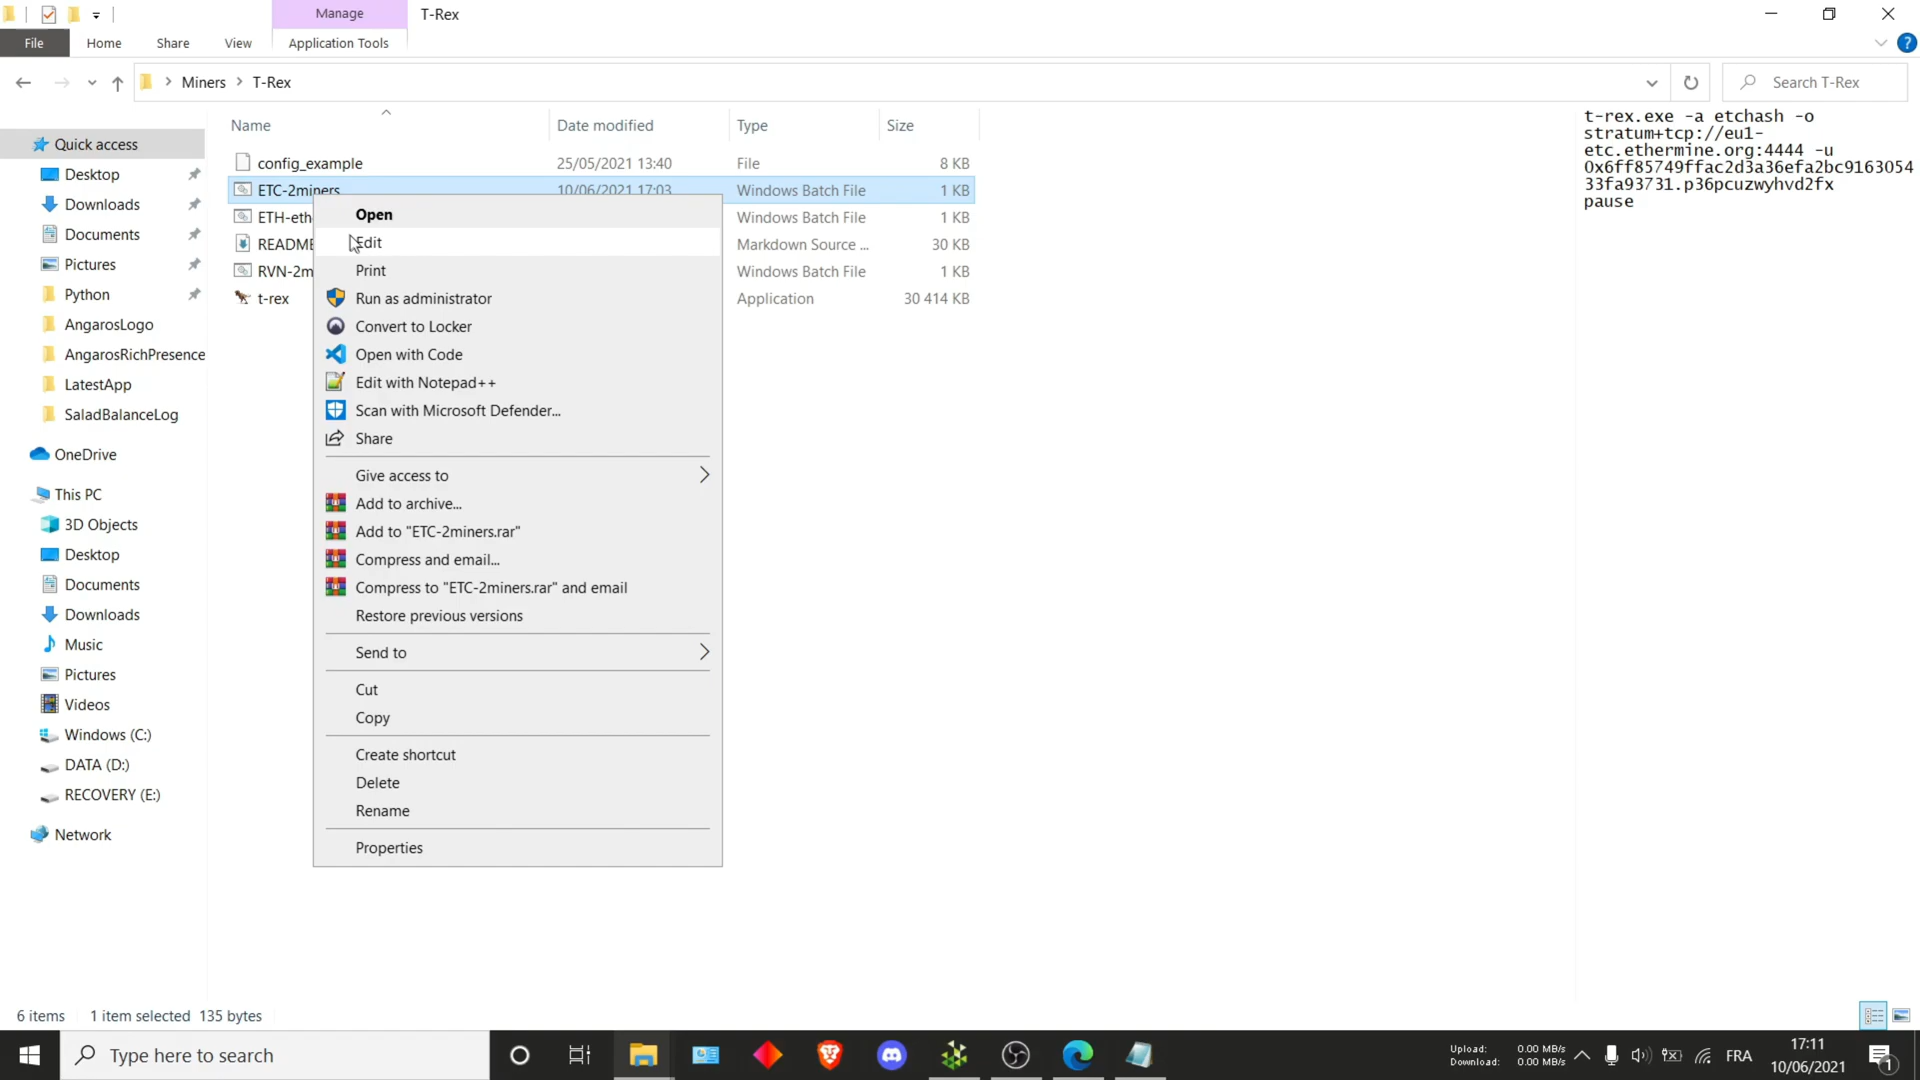 Manage
T-Rex
File
Home
Share
View
Application Tools
Miners
T-Rex
Search T-Rex
Name
Date modified
Type
Size
config_example
25/05/2021 13:40
File
8 KB
ETC-2miners
10/06/2021 17:03
Windows Batch File
1 KB
ETH-eth
Windows Batch File
1 KB
README
Markdown Source ...
30 KB
RVN-2m
Windows Batch File
1 KB
t-rex
Application
30 414 KB
Quick access
Desktop
Downloads
Documents
Pictures
Python
AngarosLogo
AngarosRichPresence
LatestApp
SaladBalanceLog
OneDrive
This PC
3D Objects
Desktop
Documents
Downloads
Music
Pictures
Videos
Windows (C:)
DATA (D:)
RECOVERY (E:)
Network
Open
Edit
Print
Run as administrator
Convert to Locker
Open with Code
Edit with Notepad++
Scan with Microsoft Defender...
Share
Give access to
Add to archive...
Add to "ETC-2miners.rar"
Compress and email...
Compress to "ETC-2miners.rar" and email
Restore previous versions
Send to
Cut
Copy
Create shortcut
Delete
Rename
Properties
t-rex.exe -a etchash -o
stratum+tcp://eu1-
etc.ethermine.org:4444 -u
0x6ff85749ffac2d3a36efa2bc9163054
33fa93731.p36pcuzwyhvd2fx
pause
6 items
1 item selected 135 bytes
Type here to search
Upload: 0.00 MB/s
Download: 0.00 MB/s
FRA
17:11
10/06/2021
1